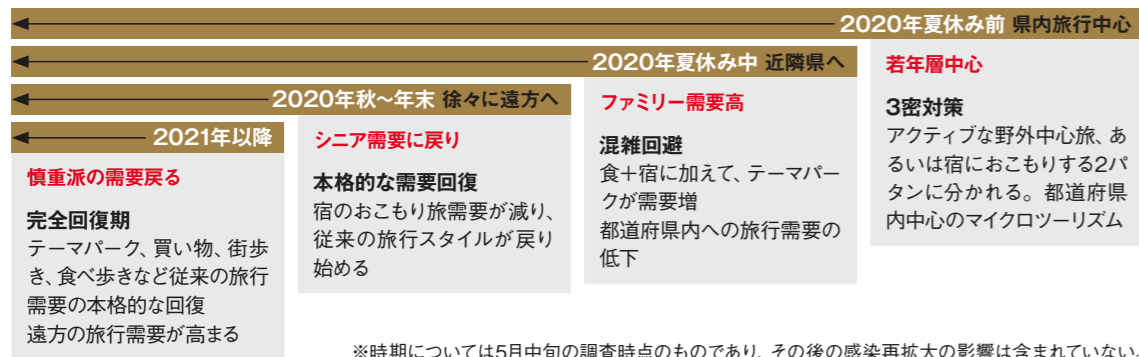 2020年夏休み前 県内旅行中心
若年層中心
3密対策
アクティブな野外中心旅、あ
るいは宿におこもりする2パ
タンに分かれる。都道府県
内中心のマイクロツーリズム
2020年夏休み中 近隣県へ
ファミリー需要高
混雑回避
食+宿に加えて、テーマパー
クが需要増
都道府県内への旅行需要の
低下
2020年秋〜年末 徐々に遠方へ
シニア需要に戻り
本格的な需要回復
宿のおこもり旅需要が減り、
従来の旅行スタイルが戻り
始める
2021年以降
慎重派の需要戻る
完全回復期
テーマパーク、買い物、街歩
き、食べ歩きなど従来の旅行
需要の本格的な回復
遠方の旅行需要が高まる
※時期については5月中旬の調査時点のものであり、その後の感染再拡大の影響は含まれていない。